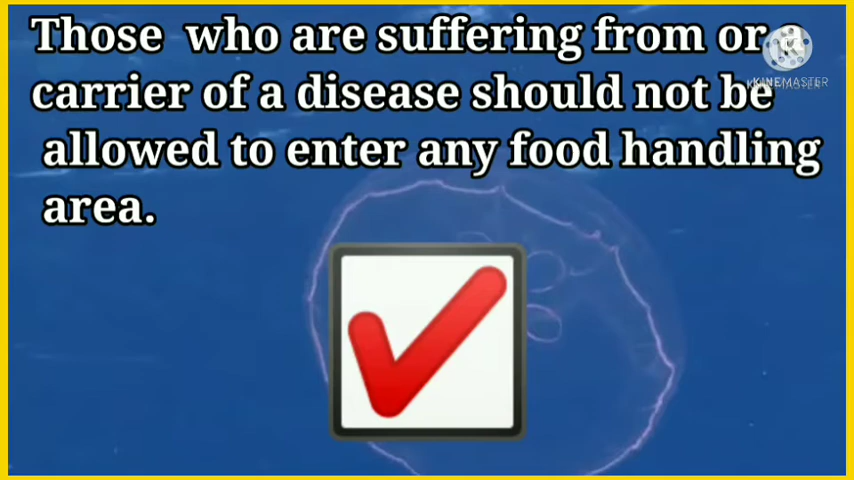 Those who are suffering from or a
carrier of a disease should not be
allowed to enter any food handling
area.
KINEMASTER